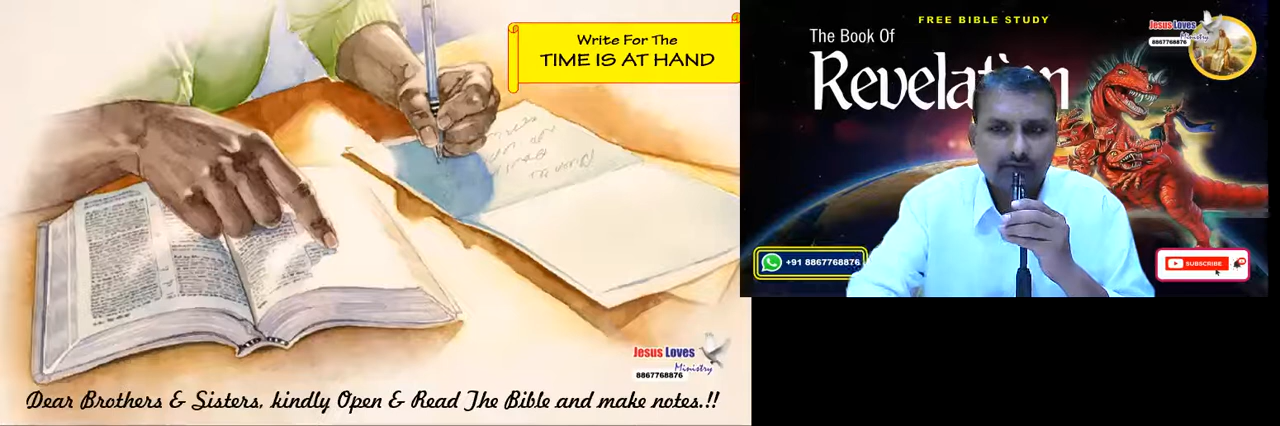 Write For The
TIME IS AT HAND
Jesus Loves
Ministry
8867768876
Dear Brothers & Sisters, kindly Open & Read The Bible and make notes.!!
FREE BIBLE STUDY
The Book Of
Jesus Loves
Ministry
8867768876
+91 8867768876
SUBSCRIBE